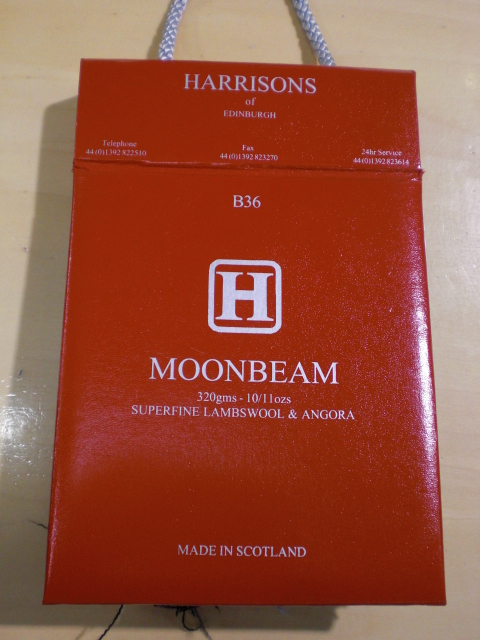 HARRISONS
of
EDINBURGH
Telephone
44(0)1392 822510
Fax
44(0)1392 823270
24hr Service
44(0)1392 823614
B36
H
MOONBEAM
320gms - 10/11ozs
SUPERFINE LAMBSWOOL & ANGORA
MADE IN SCOTLAND